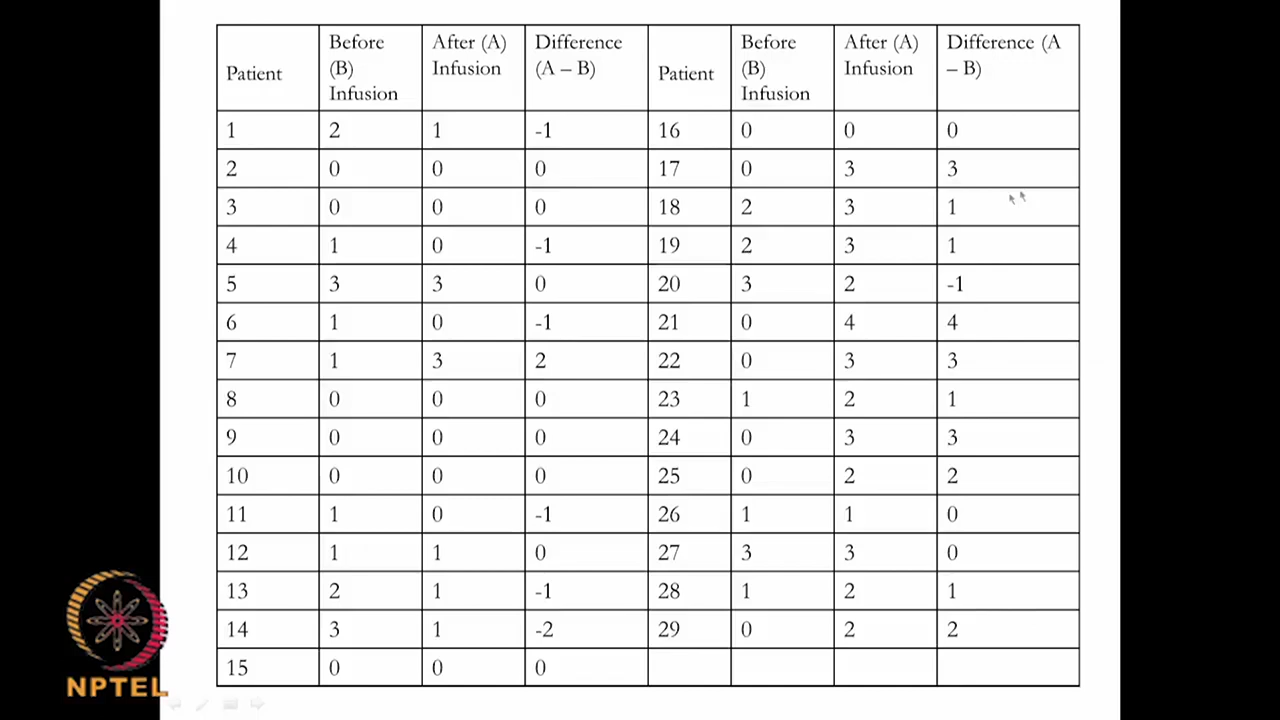 Patient Before (B) Infusion After (A) Infusion Difference (A – B) Patient Before (B) Infusion After (A) Infusion Difference (A – B)
1 2 1 -1 16 0 0 0
2 0 0 0 17 0 3 3
3 0 0 0 18 2 3 1
4 1 0 -1 19 2 3 1
5 3 3 0 20 3 2 -1
6 1 0 -1 21 0 4 4
7 1 3 2 22 0 3 3
8 0 0 0 23 1 2 1
9 0 0 0 24 0 3 3
10 0 0 0 25 0 2 2
11 1 0 -1 26 1 1 0
12 1 1 0 27 3 3 0
13 2 1 -1 28 1 2 1
14 3 1 -2 29 0 2 2
15 0 0 0
NPTEL